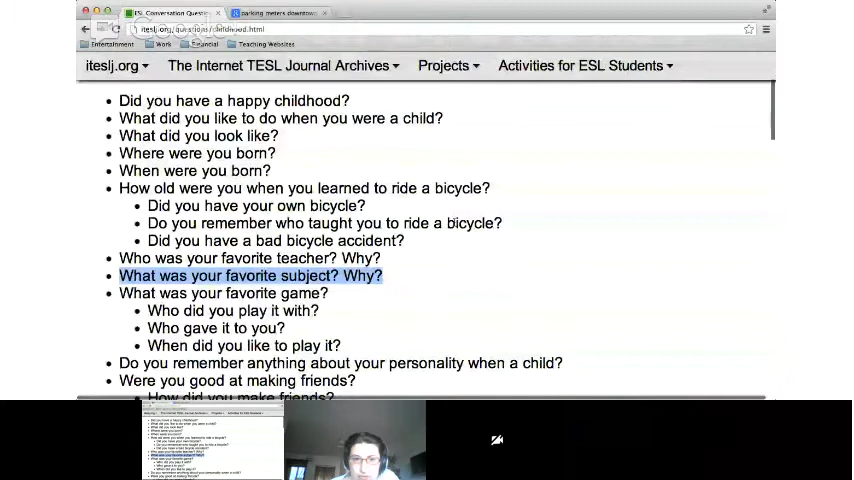 ESL Conversation Questi
parking meters downtown
iteslj.org/questions/childhood.html
Entertainment Work Financial Teaching Websites
iteslj.org The Internet TESL Journal Archives Projects Activities for ESL Students
• Did you have a happy childhood?
• What did you like to do when you were a child?
• What did you look like?
• Where were you born?
• When were you born?
• How old were you when you learned to ride a bicycle?
• Did you have your own bicycle?
• Do you remember who taught you to ride a bicycle?
• Did you have a bad bicycle accident?
• Who was your favorite teacher? Why?
• What was your favorite subject? Why?
• What was your favorite game?
• Who did you play it with?
• Who gave it to you?
• When did you like to play it?
• Do you remember anything about your personality when a child?
• Were you good at making friends?
• How did you make friends?